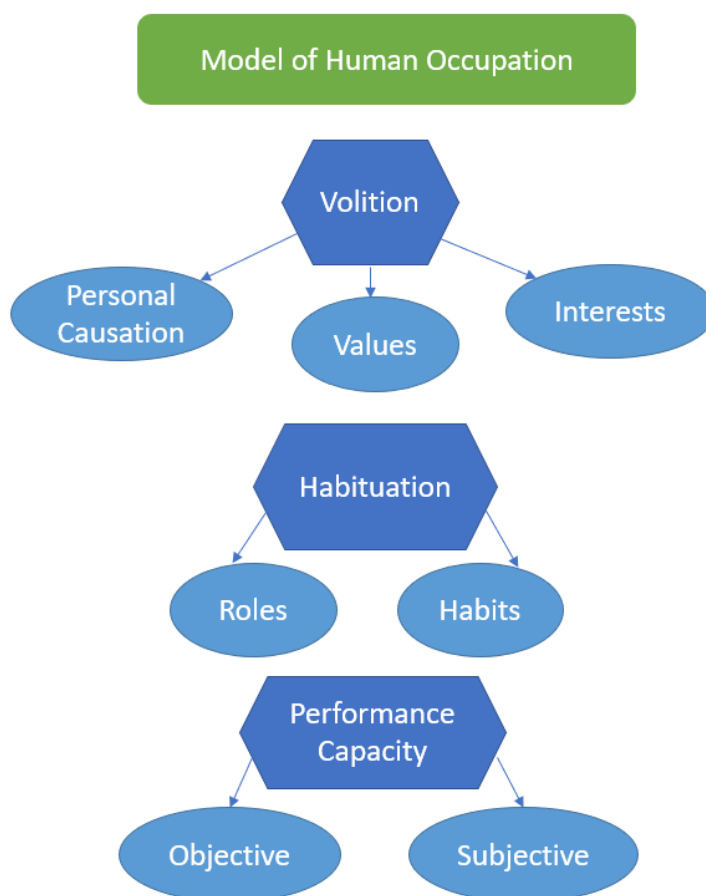 Model of Human Occupation
Volition
Personal
Causation
Values
Interests
Habituation
Roles
Habits
Performance
Capacity
Objective
Subjective